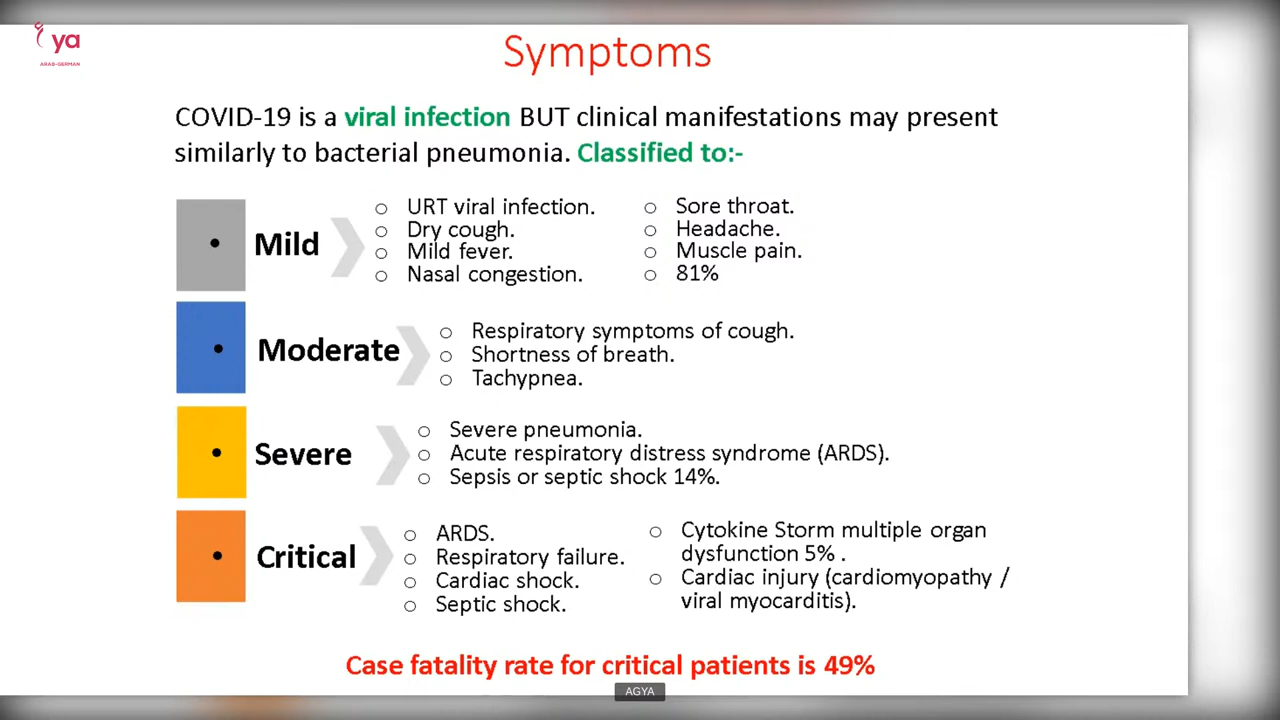 ya
ARAB-GERMAN
Symptoms
COVID-19 is a viral infection BUT clinical manifestations may present
similarly to bacterial pneumonia. Classified to:-
• Mild
o URT viral infection.
o Dry cough.
o Mild fever.
o Nasal congestion.
o Sore throat.
o Headache.
o Muscle pain.
o 81%
• Moderate
o Respiratory symptoms of cough.
o Shortness of breath.
o Tachypnea.
• Severe
o Severe pneumonia.
o Acute respiratory distress syndrome (ARDS).
o Sepsis or septic shock 14%.
• Critical
o ARDS.
o Respiratory failure.
o Cardiac shock.
o Septic shock.
o Cytokine Storm multiple organ
dysfunction 5% .
o Cardiac injury (cardiomyopathy /
viral myocarditis).
Case fatality rate for critical patients is 49%
AGYA